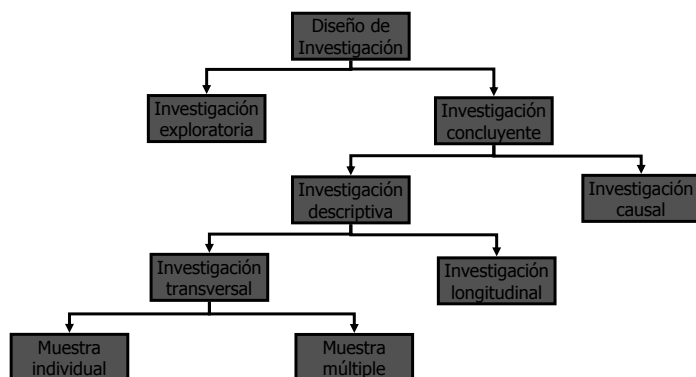 Diseño de
Investigación
Investigación
exploratoria
Investigación
concluyente
Investigación
descriptiva
Investigación
causal
Investigación
transversal
Investigación
longitudinal
Muestra
individual
Muestra
múltiple